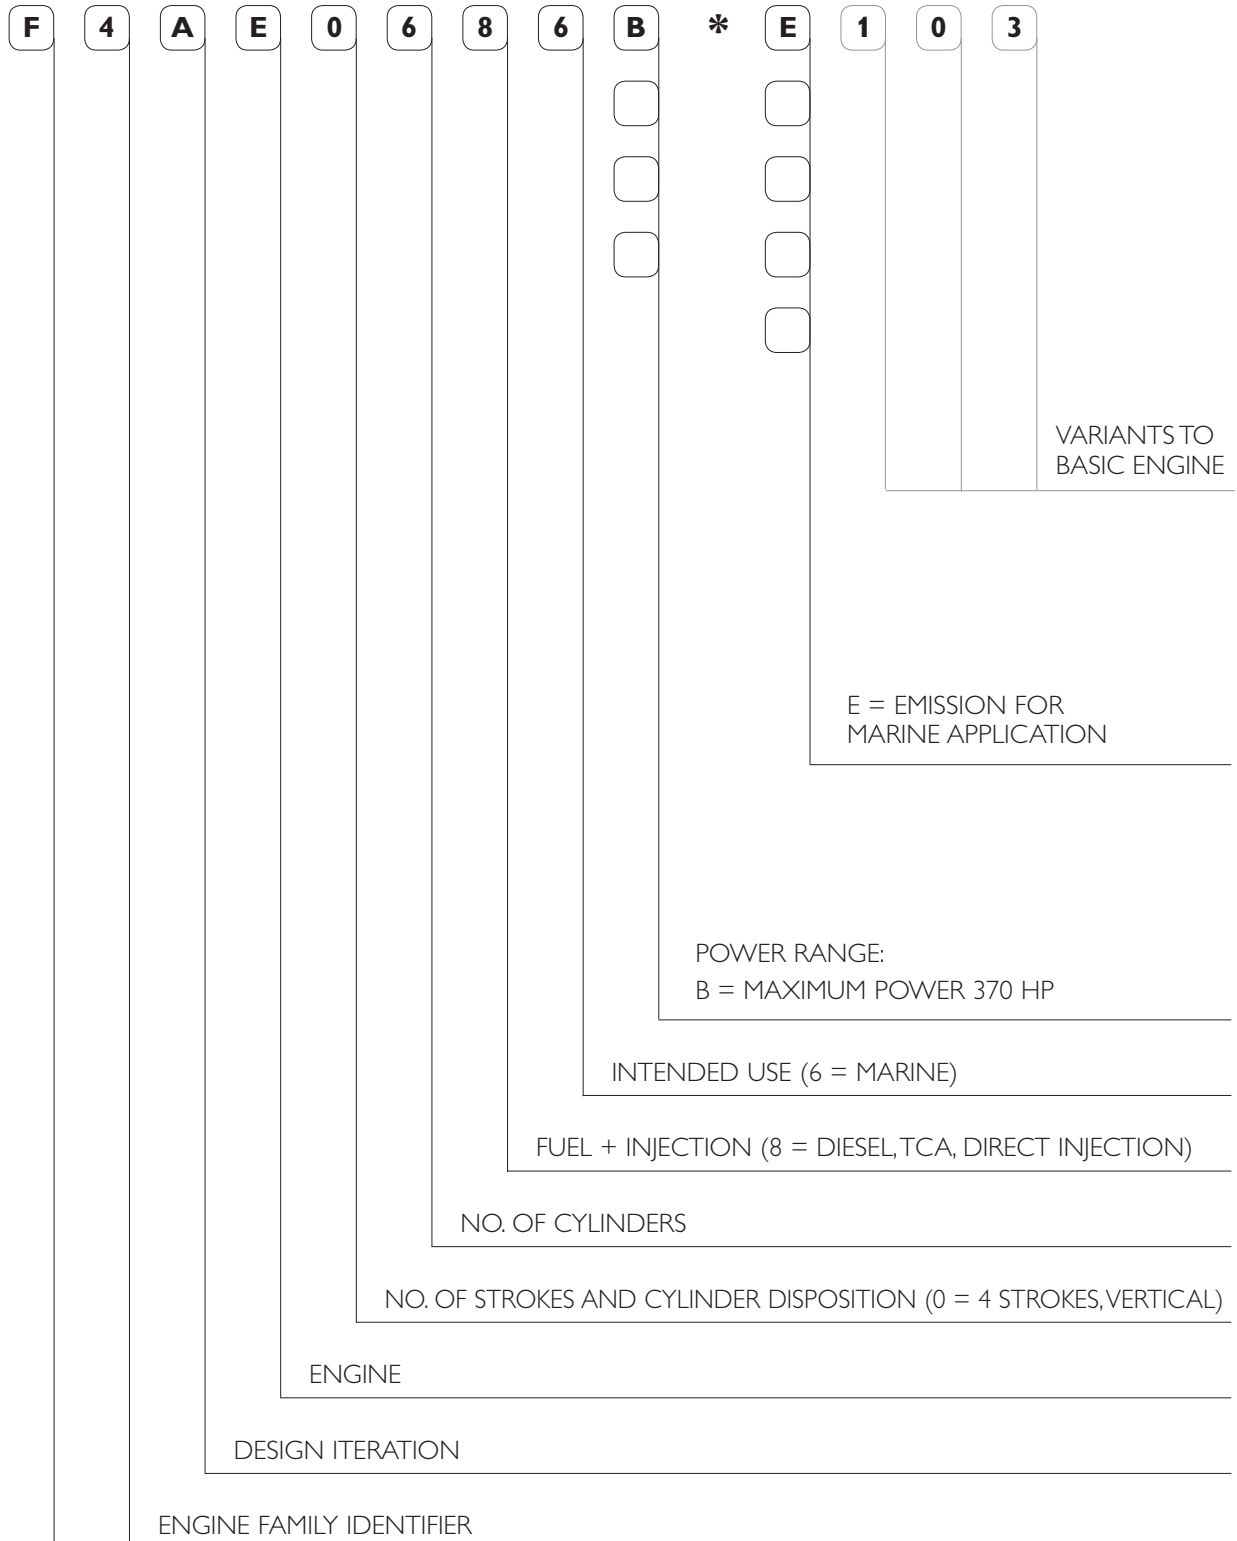 F 4 A E 0 6 8 6 B * E 1 0 3
VARIANTS TO
BASIC ENGINE
E = EMISSION FOR
MARINE APPLICATION
POWER RANGE:
B = MAXIMUM POWER 370 HP
INTENDED USE (6 = MARINE)
FUEL + INJECTION (8 = DIESEL, TCA, DIRECT INJECTION)
NO. OF CYLINDERS
NO. OF STROKES AND CYLINDER DISPOSITION (0 = 4 STROKES, VERTICAL)
ENGINE
DESIGN ITERATION
ENGINE FAMILY IDENTIFIER